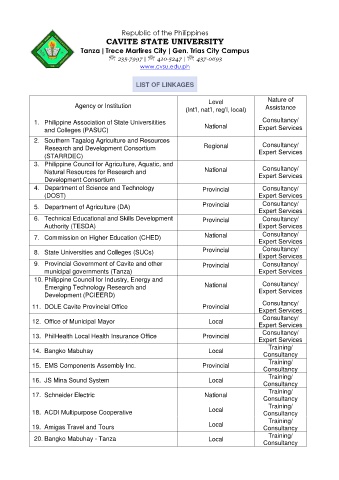 Republic of the Philippines
CAVITE STATE UNIVERSITY
Tanza | Trece Martires City | Gen. Trias City Campus
☏ 235-7997 | ☏ 410-5247 | ☏ 437-0693
www.cvsu.edu.ph
LIST OF LINKAGES
Agency or Institution Level (Int'l, nat'l, reg'l, local) Nature of Assistance
1. Philippine Association of State Universitities and Colleges (PASUC) National Consultancy/ Expert Services
2. Southern Tagalog Agriculture and Resources Research and Development Consortium (STARRDEC) Regional Consultancy/ Expert Services
3. Philippine Council for Agriculture, Aquatic, and Natural Resources for Research and Development Consortium National Consultancy/ Expert Services
4. Department of Science and Technology (DOST) Provincial Consultancy/ Expert Services
5. Department of Agriculture (DA) Provincial Consultancy/ Expert Services
6. Technical Educational and Skills Development Authority (TESDA) Provincial Consultancy/ Expert Services
7. Commission on Higher Education (CHED) National Consultancy/ Expert Services
8. State Universities and Colleges (SUCs) Provincial Consultancy/ Expert Services
9. Provincial Government of Cavite and other municipal governments (Tanza) Provincial Consultancy/ Expert Services
10. Philippine Council for Industry, Energy and Emerging Technology Research and Development (PCIEERD) National Consultancy/ Expert Services
11. DOLE Cavite Provincial Office Provincial Consultancy/ Expert Services
12. Office of Municipal Mayor Local Consultancy/ Expert Services
13. PhilHealth Local Health Insurance Office Provincial Consultancy/ Expert Services
14. Bangko Mabuhay Local Training/ Consultancy
15. EMS Components Assembly Inc. Provincial Training/ Consultancy
16. JS Mina Sound System Local Training/ Consultancy
17. Schneider Electric National Training/ Consultancy
18. ACDI Multipurpose Cooperative Local Training/ Consultancy
19. Amigas Travel and Tours Local Training/ Consultancy
20. Bangko Mabuhay - Tanza Local Training/ Consultancy